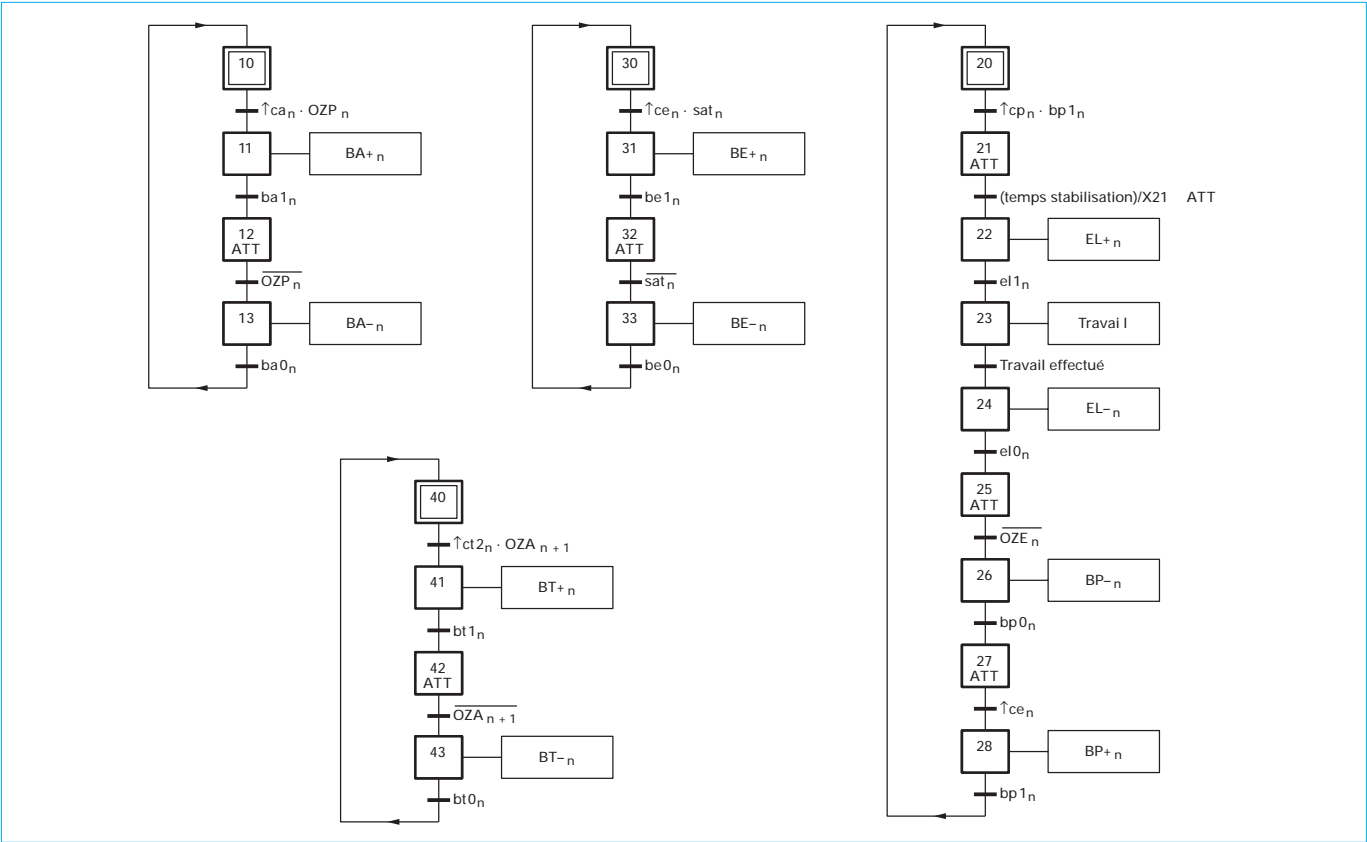 10
↑ca n · OZP n
11
BA+ n
ba1 n
12
ATT
OZP n
13
BA– n
ba0 n
30
↑ce n · sat n
31
BE+ n
be1 n
32
ATT
sat n
33
BE– n
be0 n
20
↑cp n · bp1 n
21
ATT
(temps stabilisation)/X21 ATT
22
EL+ n
el1 n
23
Travai l
Travail effectué
24
EL– n
el0 n
25
ATT
OZE n
26
BP– n
bp0 n
27
ATT
↑ce n
28
BP+ n
bp1 n
40
↑ct2 n · OZA n + 1
41
BT+ n
bt1 n
42
ATT
OZA n + 1
43
BT– n
bt0 n